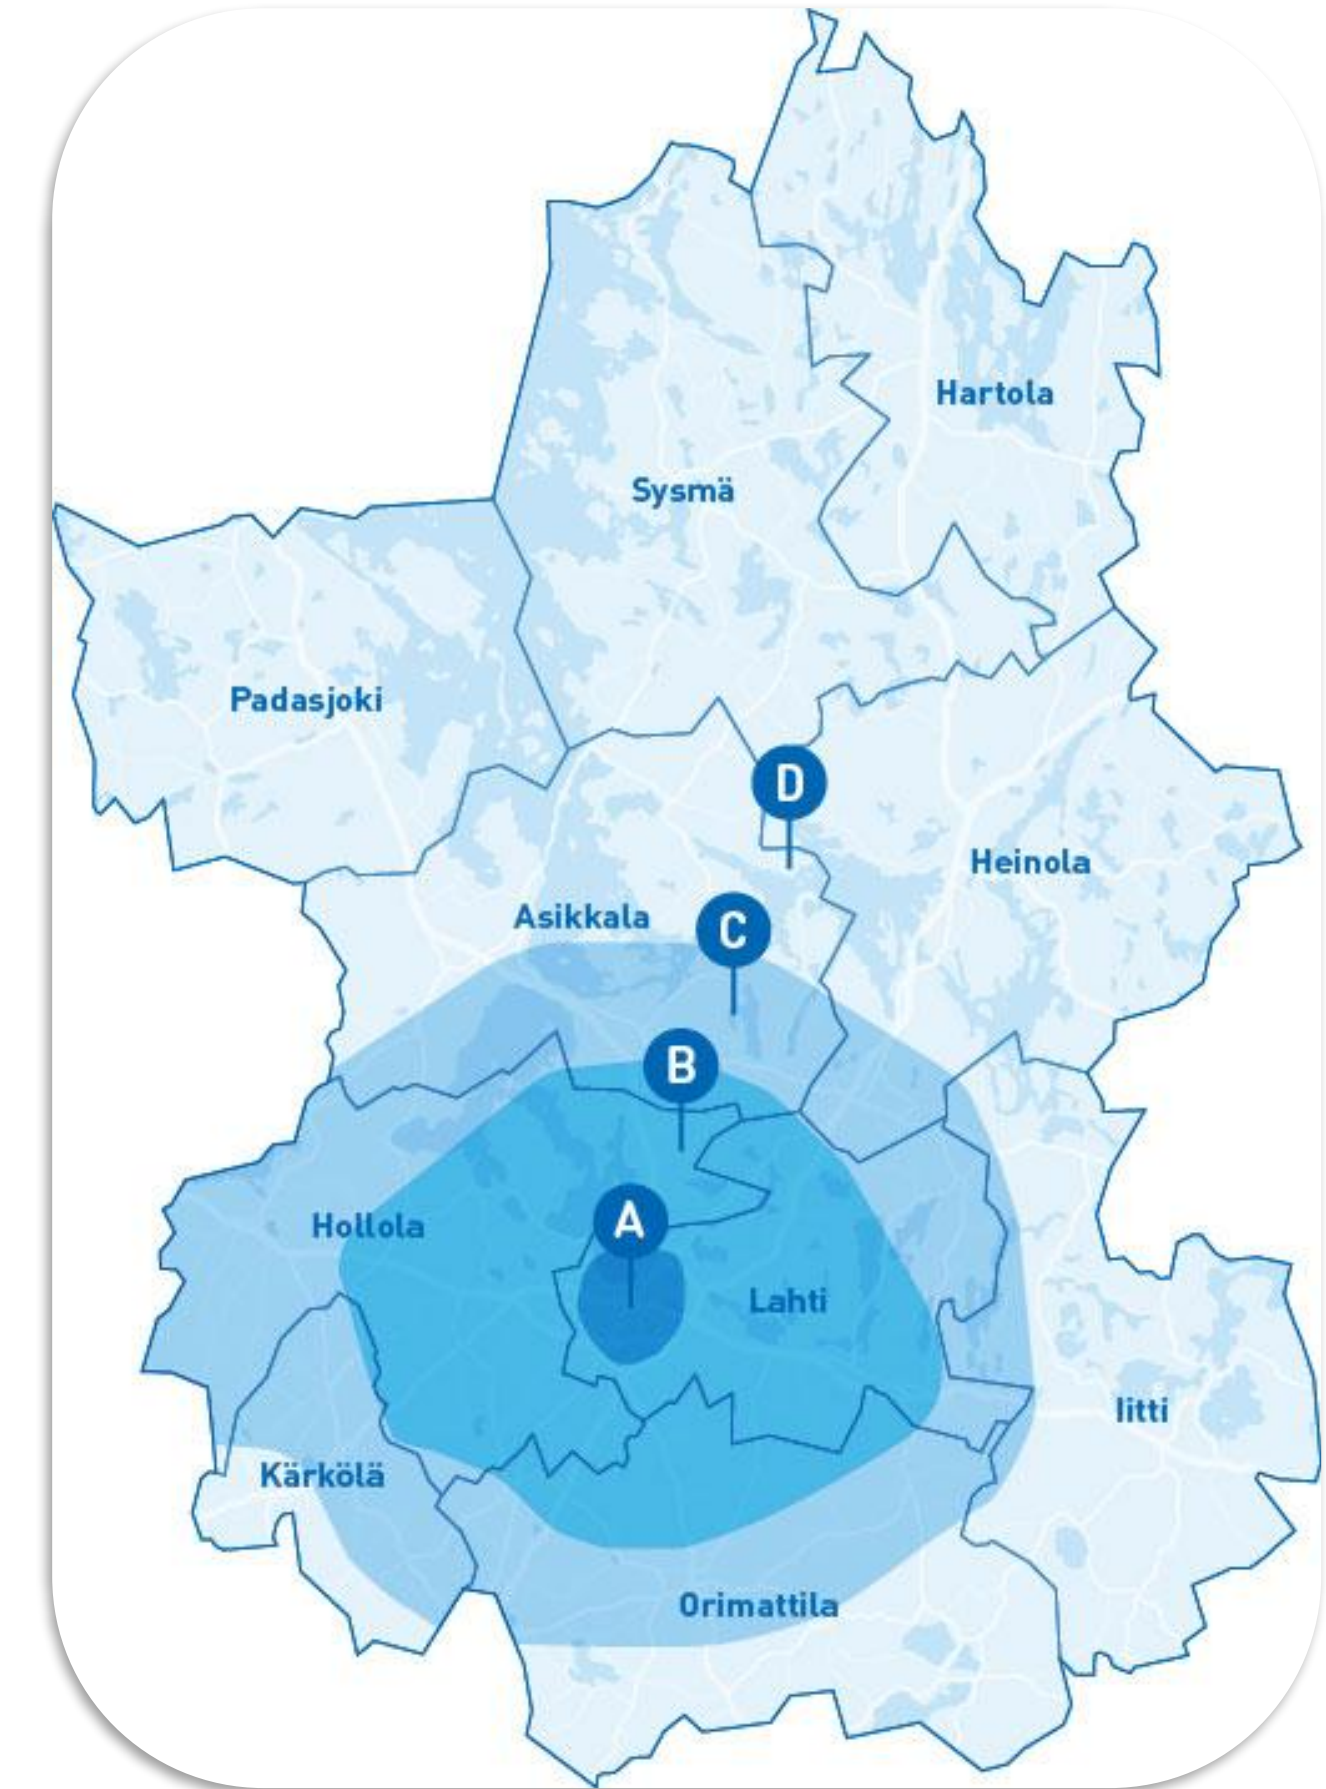 Hartola
Sysmä
Padasjoki
D
Heinola
Asikkala
C
B
A
Hollola
Lahti
Iitti
Kärkölä
Orimattila